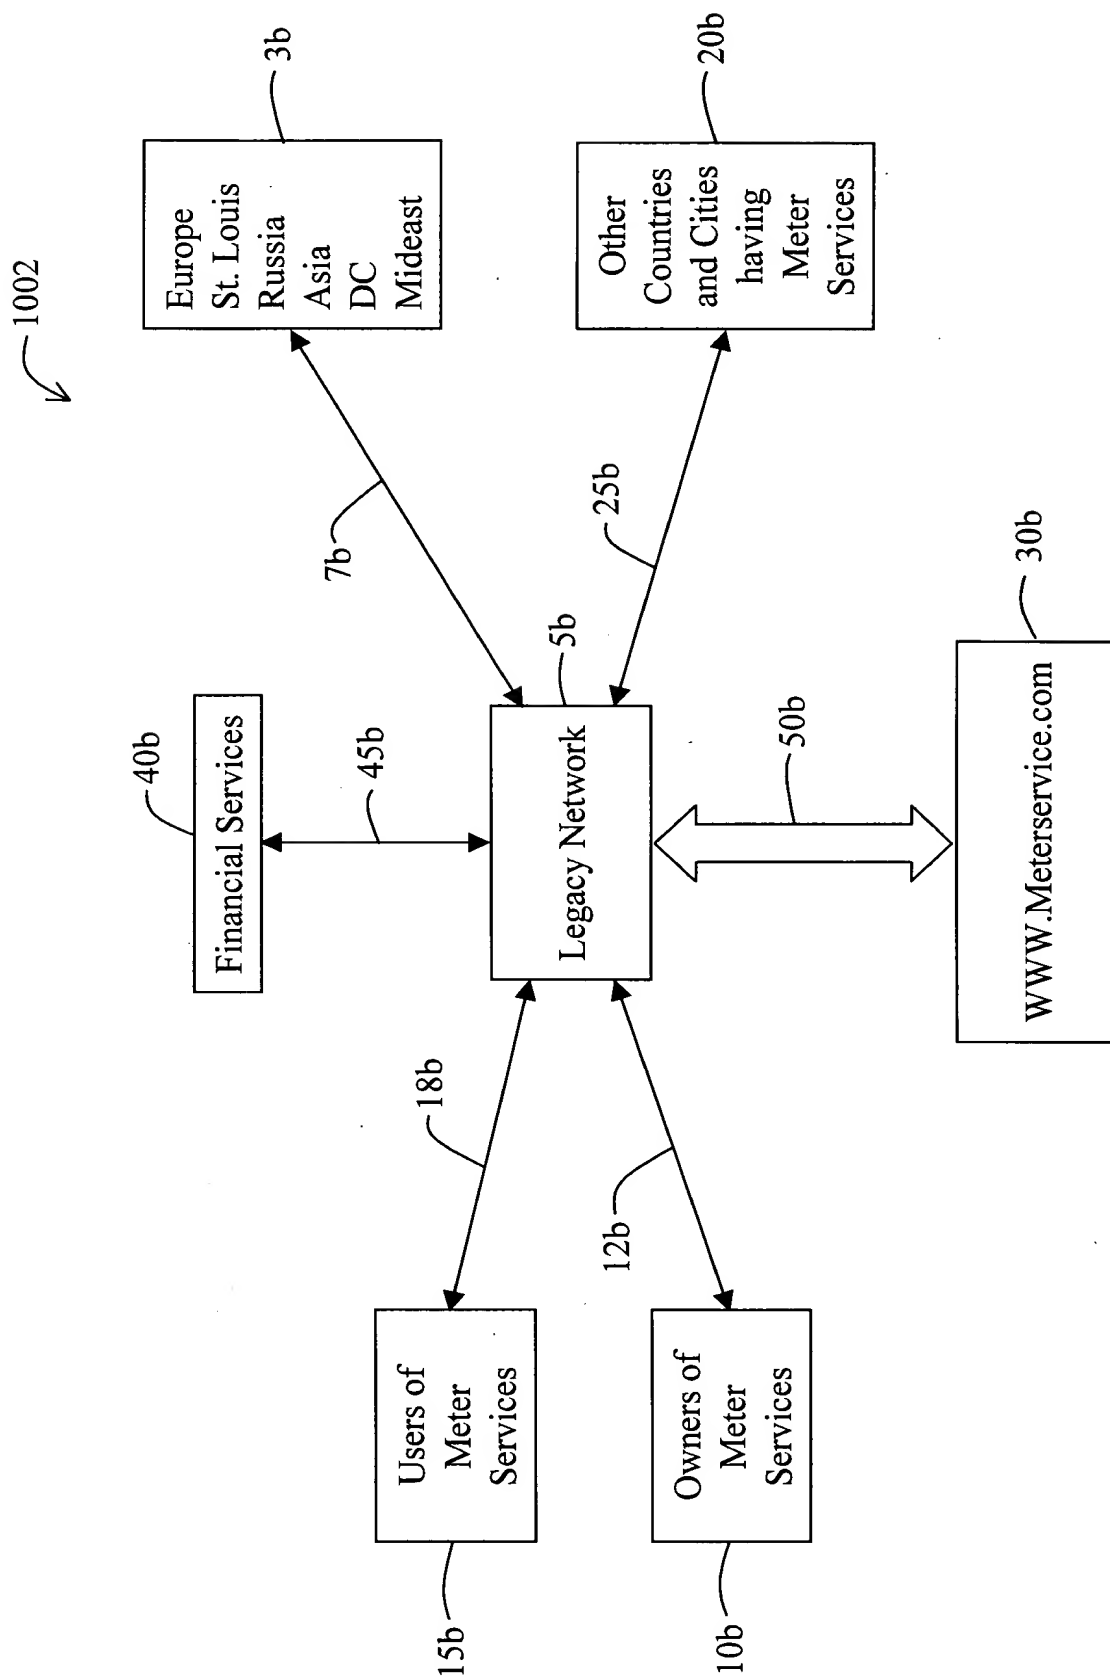 1002
40b
Financial Services
45b
Europe
St. Louis
Russia
Asia
DC
Mideast
3b
7b
Users of
Meter
Services
15b
18b
Legacy Network
5b
Other
Countries
and Cities
having
Meter
Services
20b
25b
Owners of
Meter
Services
10b
12b
50b
WWW.Meterservice.com
30b